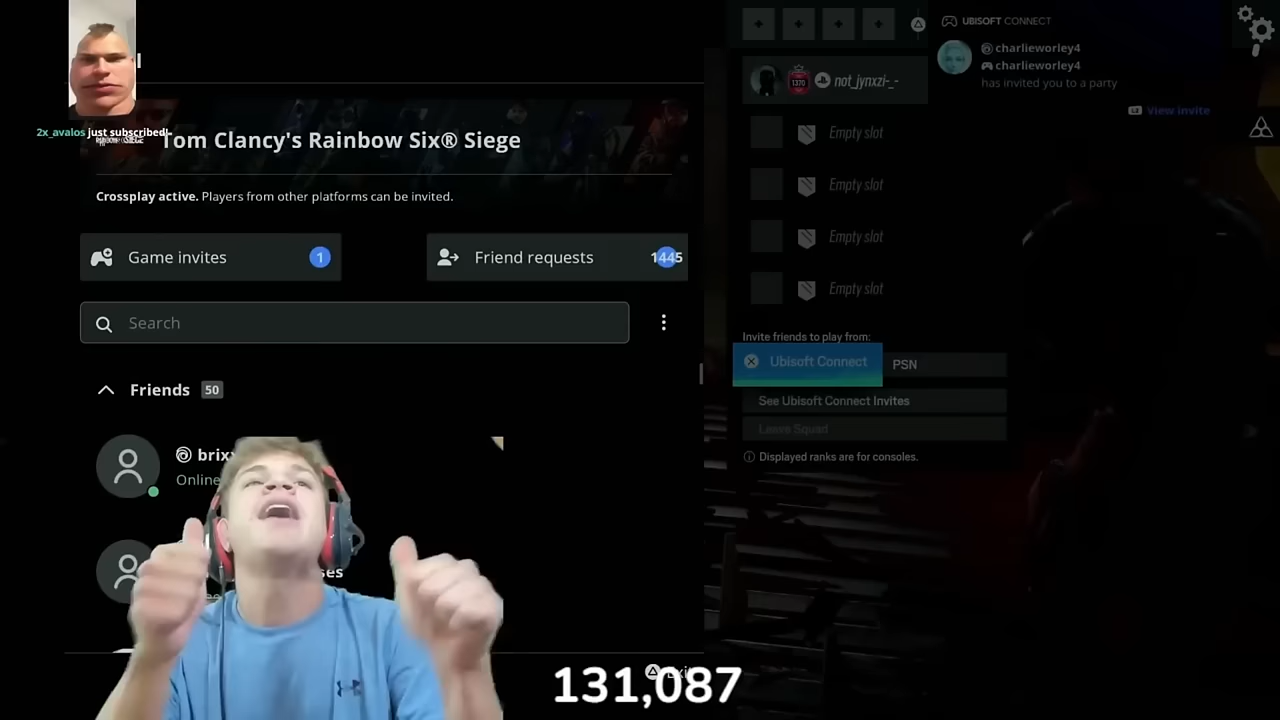 2x_avalos just subscribed!
Tom Clancy's Rainbow Six® Siege
Crossplay active. Players from other platforms can be invited.
Game invites 1
Friend requests 1445
Search
Friends 50
brix
Online
ses
131,087
not_jynxzi-_-
1370
Empty slot
Empty slot
Empty slot
Empty slot
Invite friends to play from:
Ubisoft Connect
PSN
See Ubisoft Connect Invites
Leave Squad
Displayed ranks are for consoles.
UBISOFT CONNECT
charlieworley4
charlieworley4
has invited you to a party
View invite